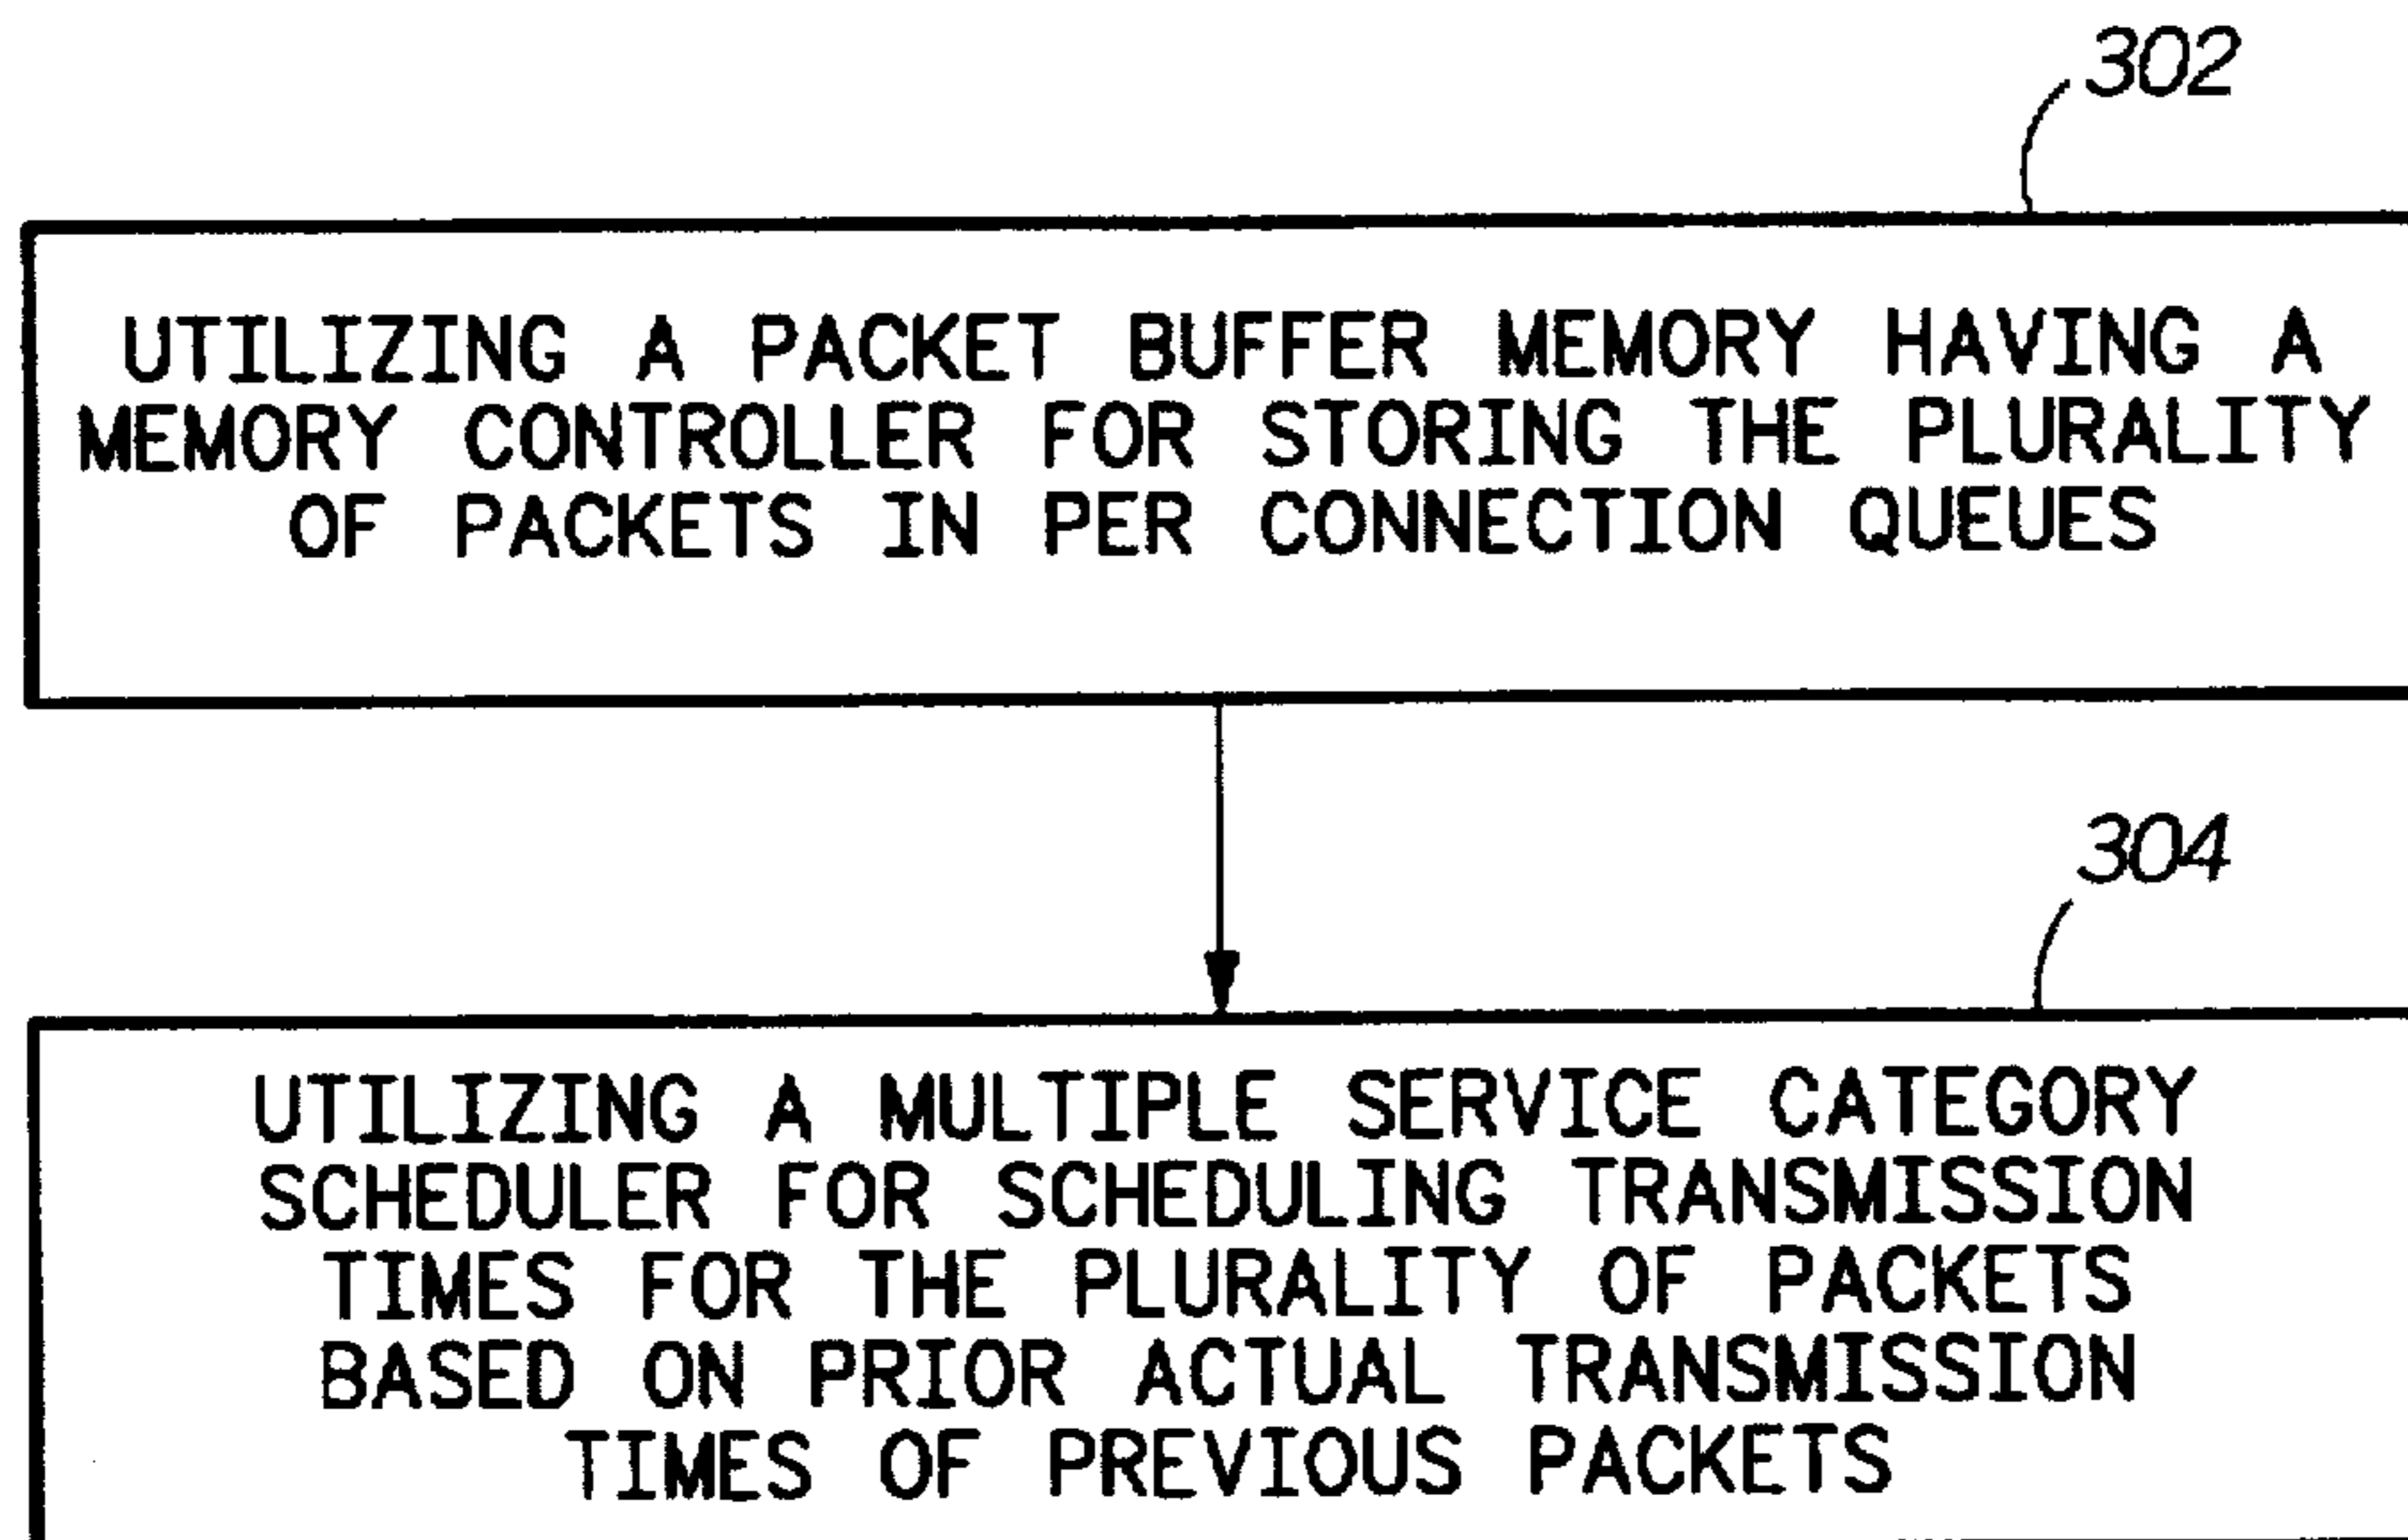 302
UTILIZING A PACKET BUFFER MEMORY HAVING A
MEMORY CONTROLLER FOR STORING THE PLURALITY
OF PACKETS IN PER CONNECTION QUEUES
304
UTILIZING A MULTIPLE SERVICE CATEGORY
SCHEDULER FOR SCHEDULING TRANSMISSION
TIMES FOR THE PLURALITY OF PACKETS
BASED ON PRIOR ACTUAL TRANSMISSION
TIMES OF PREVIOUS PACKETS